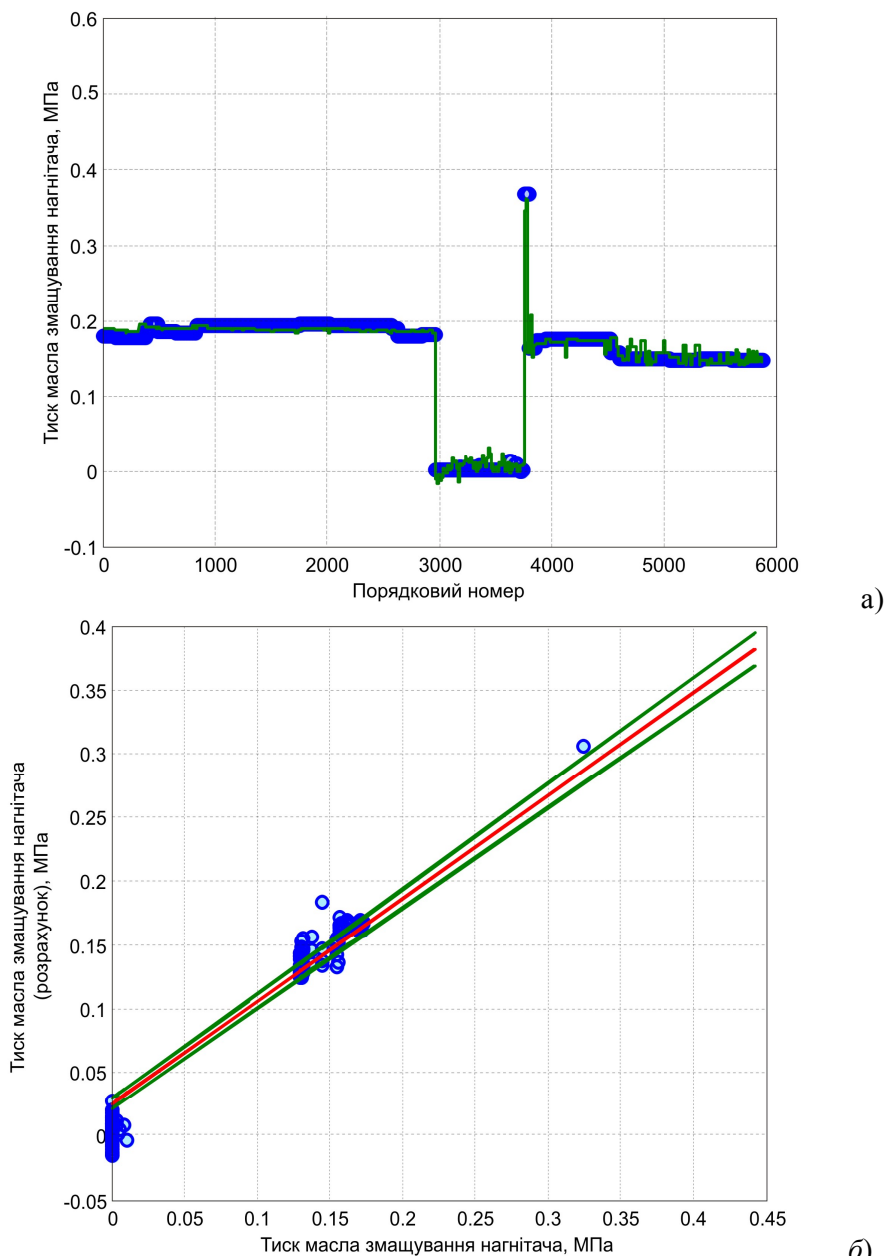 0.6
0.5
0.4
0.3
0.2
0.1
0
-0.1
Тиск масла змащування нагнітача, МПа
0 1000 2000 3000 4000 5000 6000
Порядковий номер
а)
0.4
0.35
0.3
0.25
0.2
0.15
0.1
0.05
0
-0.05
Тиск масла змащування нагнітача
(розрахунок), МПа
0 0.05 0.1 0.15 0.2 0.25 0.3 0.35 0.4 0.45
Тиск масла змащування нагнітача, МПа
б)